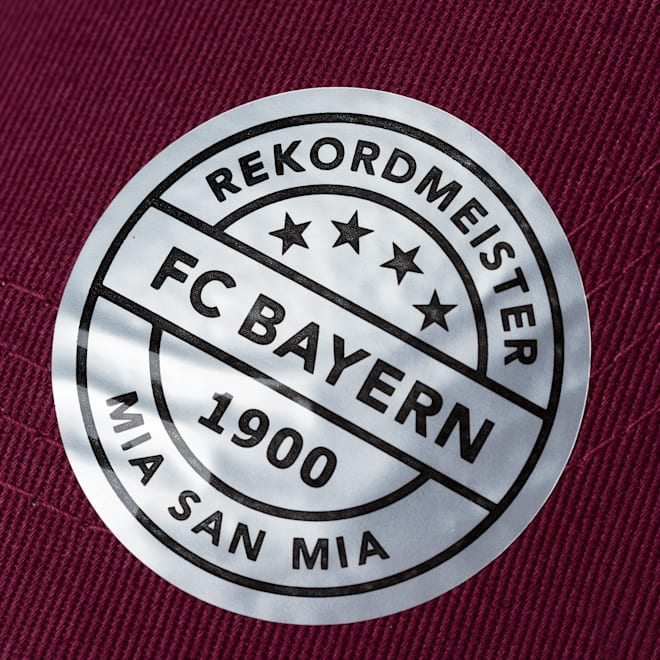 REKORDMEISTER
FC BAYERN
1900
MIA SAN MIA